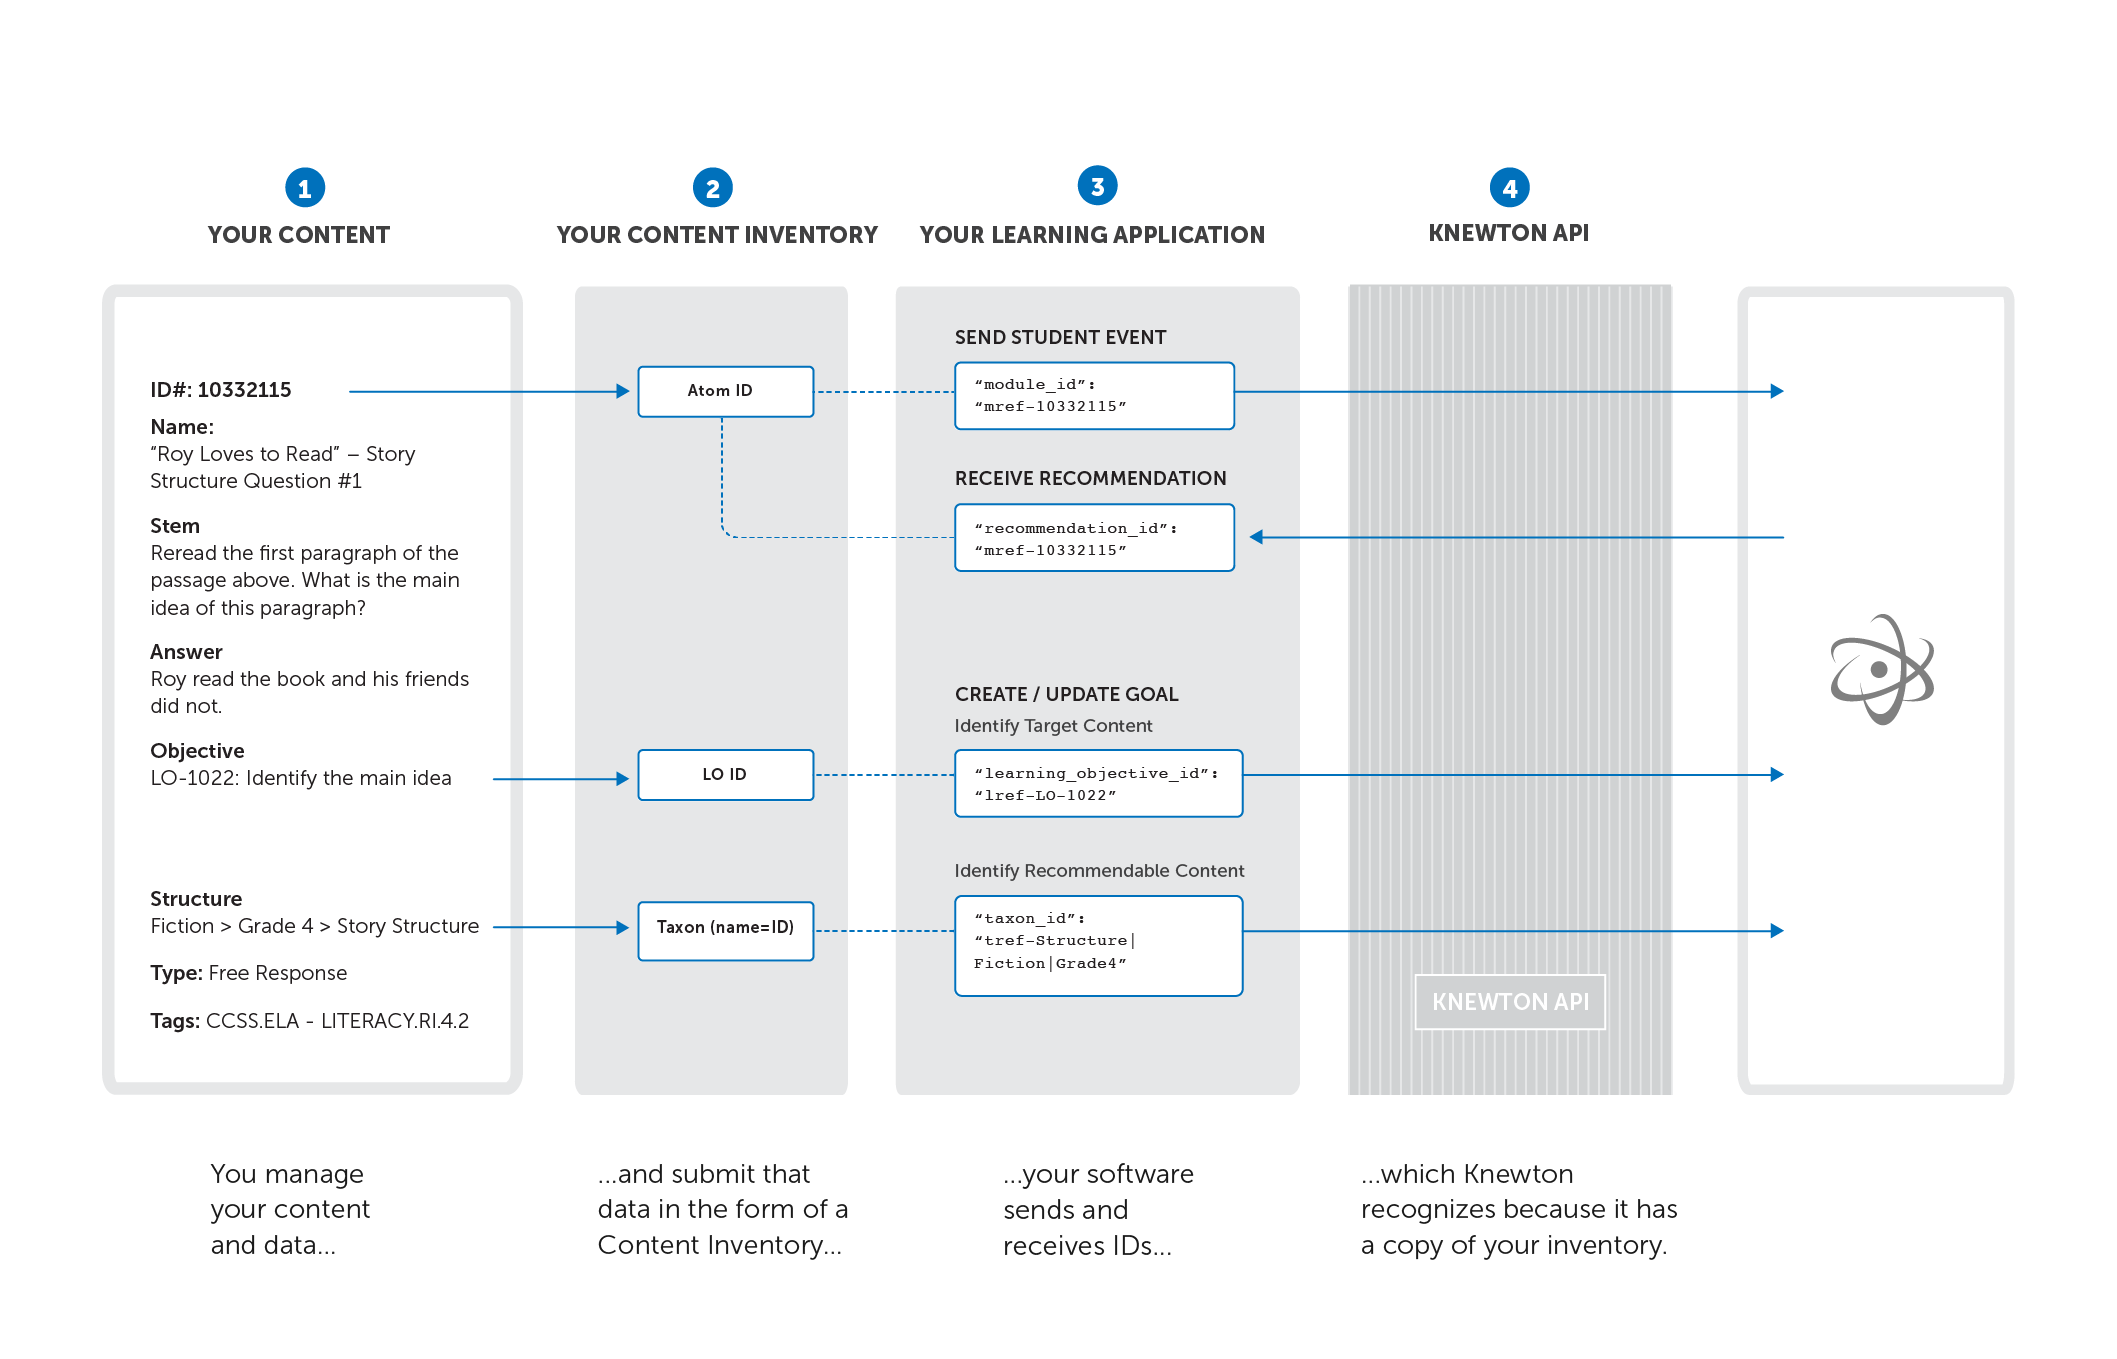 1
YOUR CONTENT
2
YOUR CONTENT INVENTORY
3
YOUR LEARNING APPLICATION
4
KNEWTON API
ID#: 10332115
Name:
“Roy Loves to Read” – Story
Structure Question #1
Stem
Reread the first paragraph of the
passage above. What is the main
idea of this paragraph?
Answer
Roy read the book and his friends
did not.
Objective
LO-1022: Identify the main idea
Structure
Fiction > Grade 4 > Story Structure
Type: Free Response
Tags: CCSS.ELA - LITERACY.RI.4.2
Atom ID
LO ID
Taxon (name=ID)
SEND STUDENT EVENT
“module_id”:
“mref-10332115”
RECEIVE RECOMMENDATION
“recommendation_id”:
“mref-10332115”
CREATE / UPDATE GOAL
Identify Target Content
“learning_objective_id”:
“lref-LO-1022”
Identify Recommendable Content
“taxon_id”:
“tref-Structure|
Fiction|Grade4”
KNEWTON API
You manage
your content
and data...
...and submit that
data in the form of a
Content Inventory...
...your software
sends and
receives IDs...
...which Knewton
recognizes because it has
a copy of your inventory.